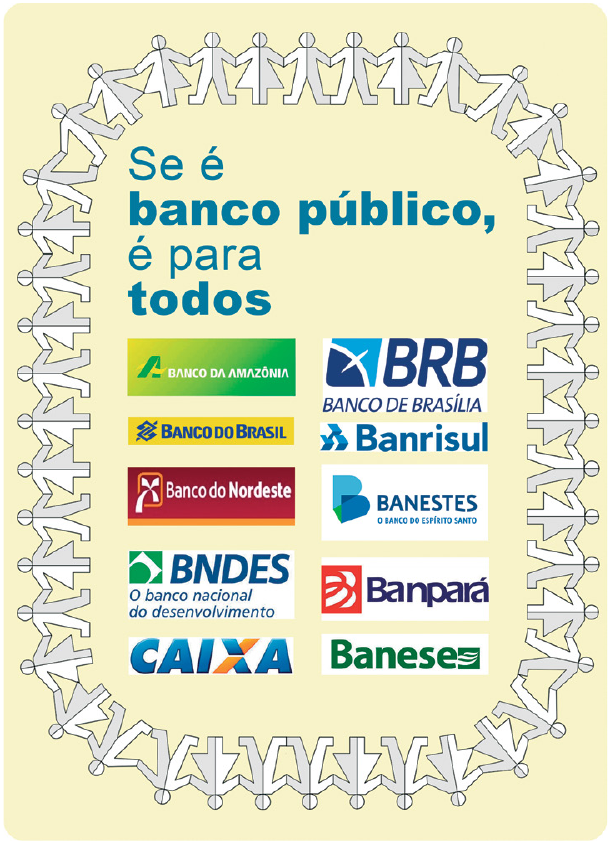 Se é
banco público,
é para
todos
BANCO DA AMAZÔNIA
BANCO DO BRASIL
Banco do Nordeste
BNDES
O banco nacional
do desenvolvimento
CAIXA
BRB
BANCO DE BRASÍLIA
Banrisul
BANESTES
O BANCO DO ESPÍRITO SANTO
Banpará
Banese